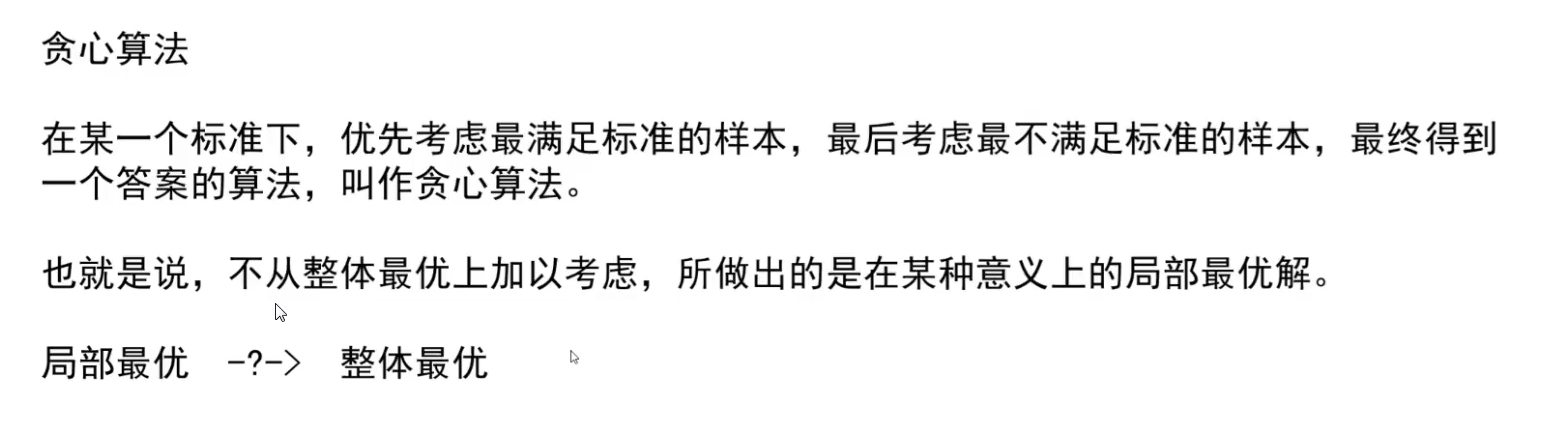 贪心算法
在某一个标准下，优先考虑最满足标准的样本，最后考虑最不满足标准的样本，最终得到
一个答案的算法，叫作贪心算法。
也就是说，不从整体最优上加以考虑，所做出的是在某种意义上的局部最优解。
局部最优 -?-> 整体最优